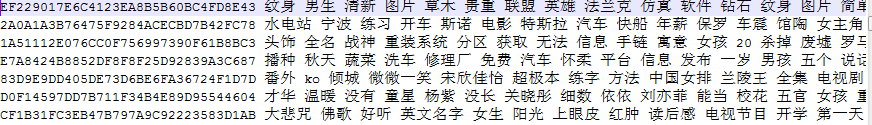 EF229017E6C4123EA8B5B60BC4FD8E43 纹身 男生 清新 图片 草木 贵重 联盟 英雄 法兰克 仿真 软件 钻石 纹身 图片 简单
2A0A1A3B76475F9284ACECBD7B42FC78 水电站 宁波 练习 开车 斯诺 电影 特斯拉 汽车 快船 年薪 保罗 车震 馆陶 女主角
1A51112E076CC0F756997390F61B8BC3 头饰 全名 战神 重装系统 分区 获取 无法 信息 手链 寓意 女孩 20 杀掉 废墟 罗马
E7A8424B8852DF8F8F25D92839A3C687 播种 秋天 蔬菜 洗车 修理厂 免费 汽车 怀柔 平台 信息 发布 一岁 男孩 五个 说话
83D9E9DD405DE73D6BE6FA36724F1D7D 番外 ko 倾城 微微一笑 宋欣佳怡 超极本 练字 方法 中国女排 兰陵王 全集 电视剧
D0F14597DD7B711F34B4E89D95544604 才华 温暖 没有 童星 杨紫 没长 关晓彤 细数 依依 刘亦菲 能当 校花 五官 女孩
CF1B31FC3EB47B797A9C92223583D1AB 大悲咒 佛歌 好听 英文名字 女生 阳光 上眼皮 红肿 读后感 电视节目 开学 第一天